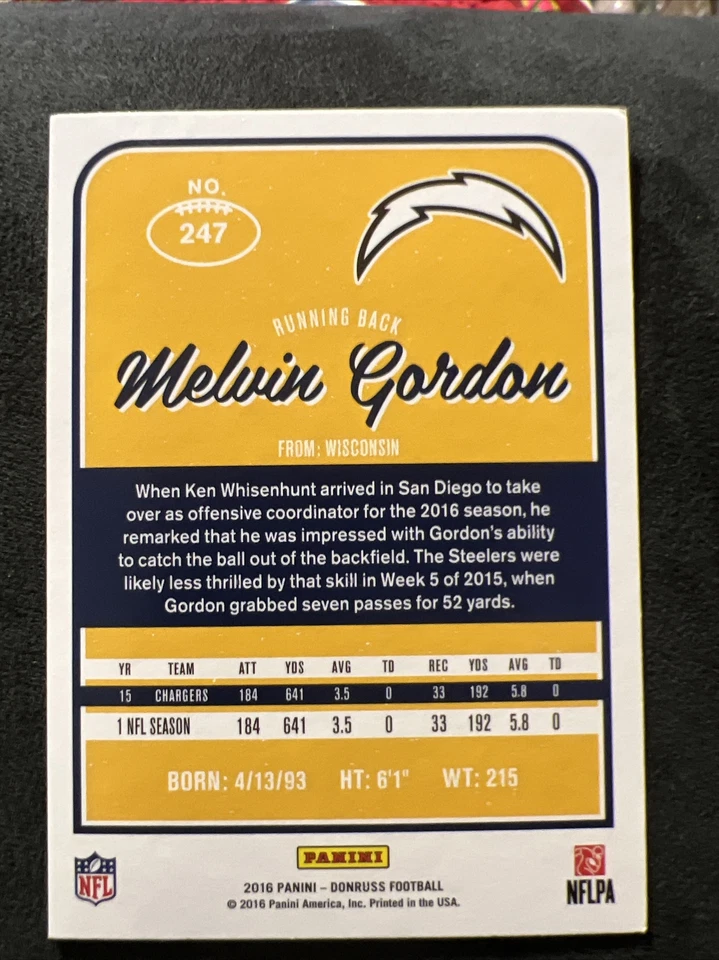 NO.
247
RUNNING BACK
Melvin Gordon
FROM: WISCONSIN
When Ken Whisenhunt arrived in San Diego to take
over as offensive coordinator for the 2016 season, he
remarked that he was impressed with Gordon's ability
to catch the ball out of the backfield. The Steelers were
likely less thrilled by that skill in Week 5 of 2015, when
Gordon grabbed seven passes for 52 yards.
YR TEAM ATT YDS AVG TD REC YDS AVG TD
15 CHARGERS 184 641 3.5 0 33 192 5.8 0
1 NFL SEASON 184 641 3.5 0 33 192 5.8 0
BORN: 4/13/93 HT: 6'1" WT: 215
NFL
PANINI
2016 PANINI – DONRUSS FOOTBALL
© 2016 Panini America, Inc. Printed in the USA.
NFLPA